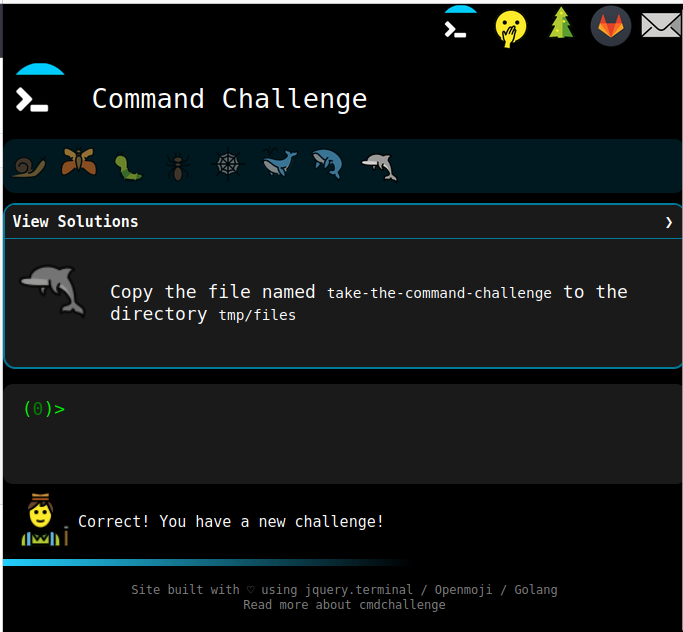 Command Challenge
View Solutions
Copy the file named take-the-command-challenge to the
directory tmp/files
(0)>
Correct! You have a new challenge!
Site built with ♡ using jquery.terminal / Openmoji / Golang
Read more about cmdchallenge